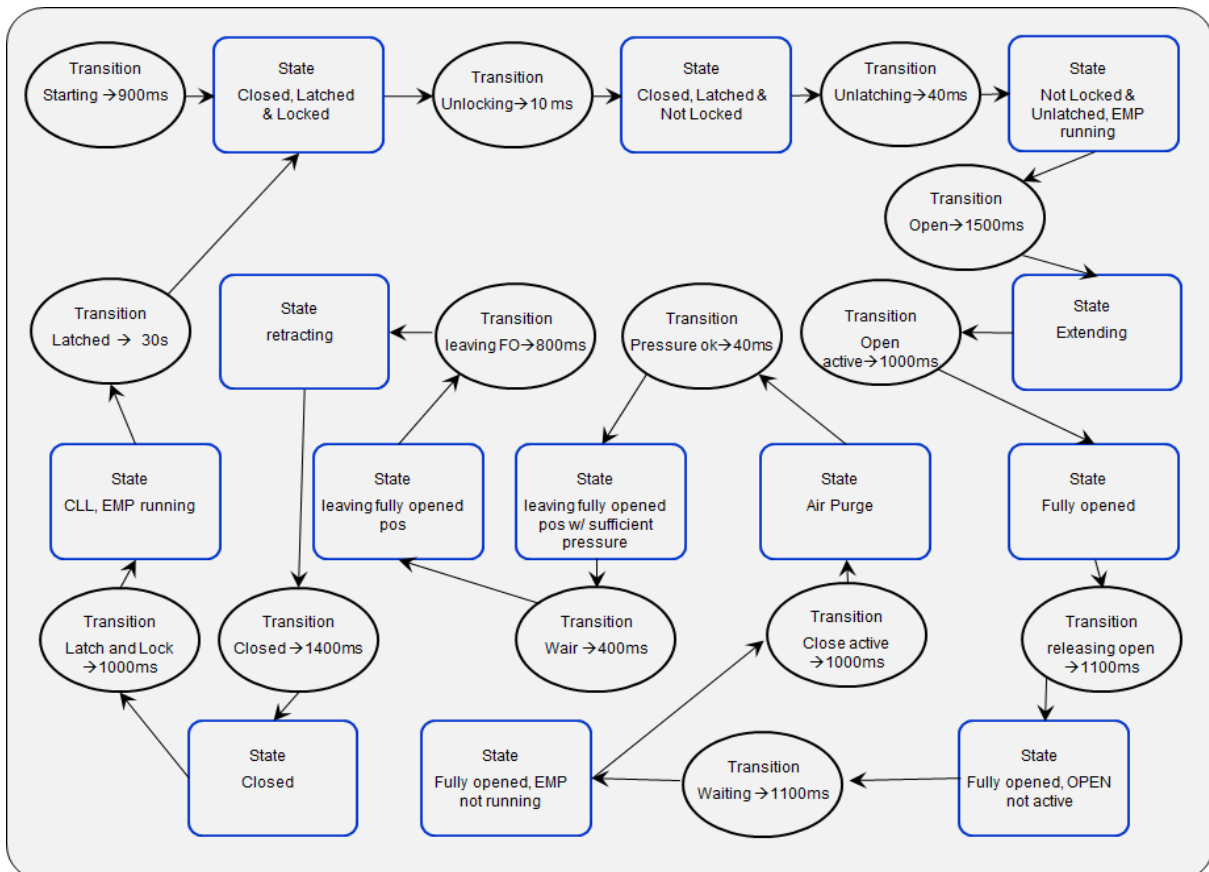 Transition
Starting →900ms
State
Closed, Latched
& Locked
Transition
Unlocking→10 ms
State
Closed, Latched &
Not Locked
Transition
Unlatching→40ms
State
Not Locked &
Unlatched, EMP
running
Transition
Open→1500ms
State
Extending
Transition
Open
active→1000ms
Transition
Pressure ok→40ms
Transition
leaving FO→800ms
State
retracting
Transition
Latched → 30s
State
CLL, EMP running
State
leaving fully opened
pos
State
leaving fully opened
pos w/ sufficient
pressure
State
Air Purge
State
Fully opened
Transition
Latch and Lock
→1000ms
Transition
Closed→1400ms
Transition
Wair →400ms
Transition
Close active
→1000ms
Transition
releasing open
→1100ms
State
Closed
State
Fully opened, EMP
not running
Transition
Waiting →1100ms
State
Fully opened, OPEN
not active